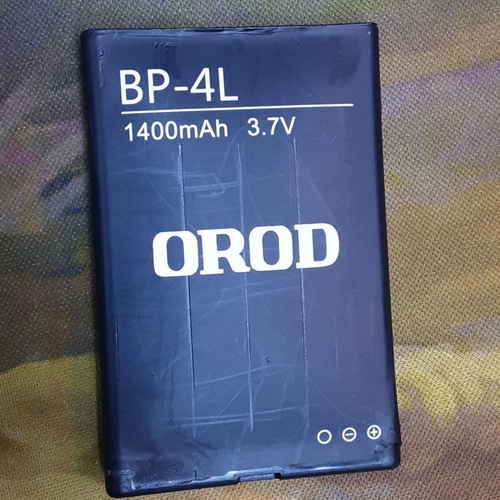 BP-4L
1400mAh 3.7V
OROD